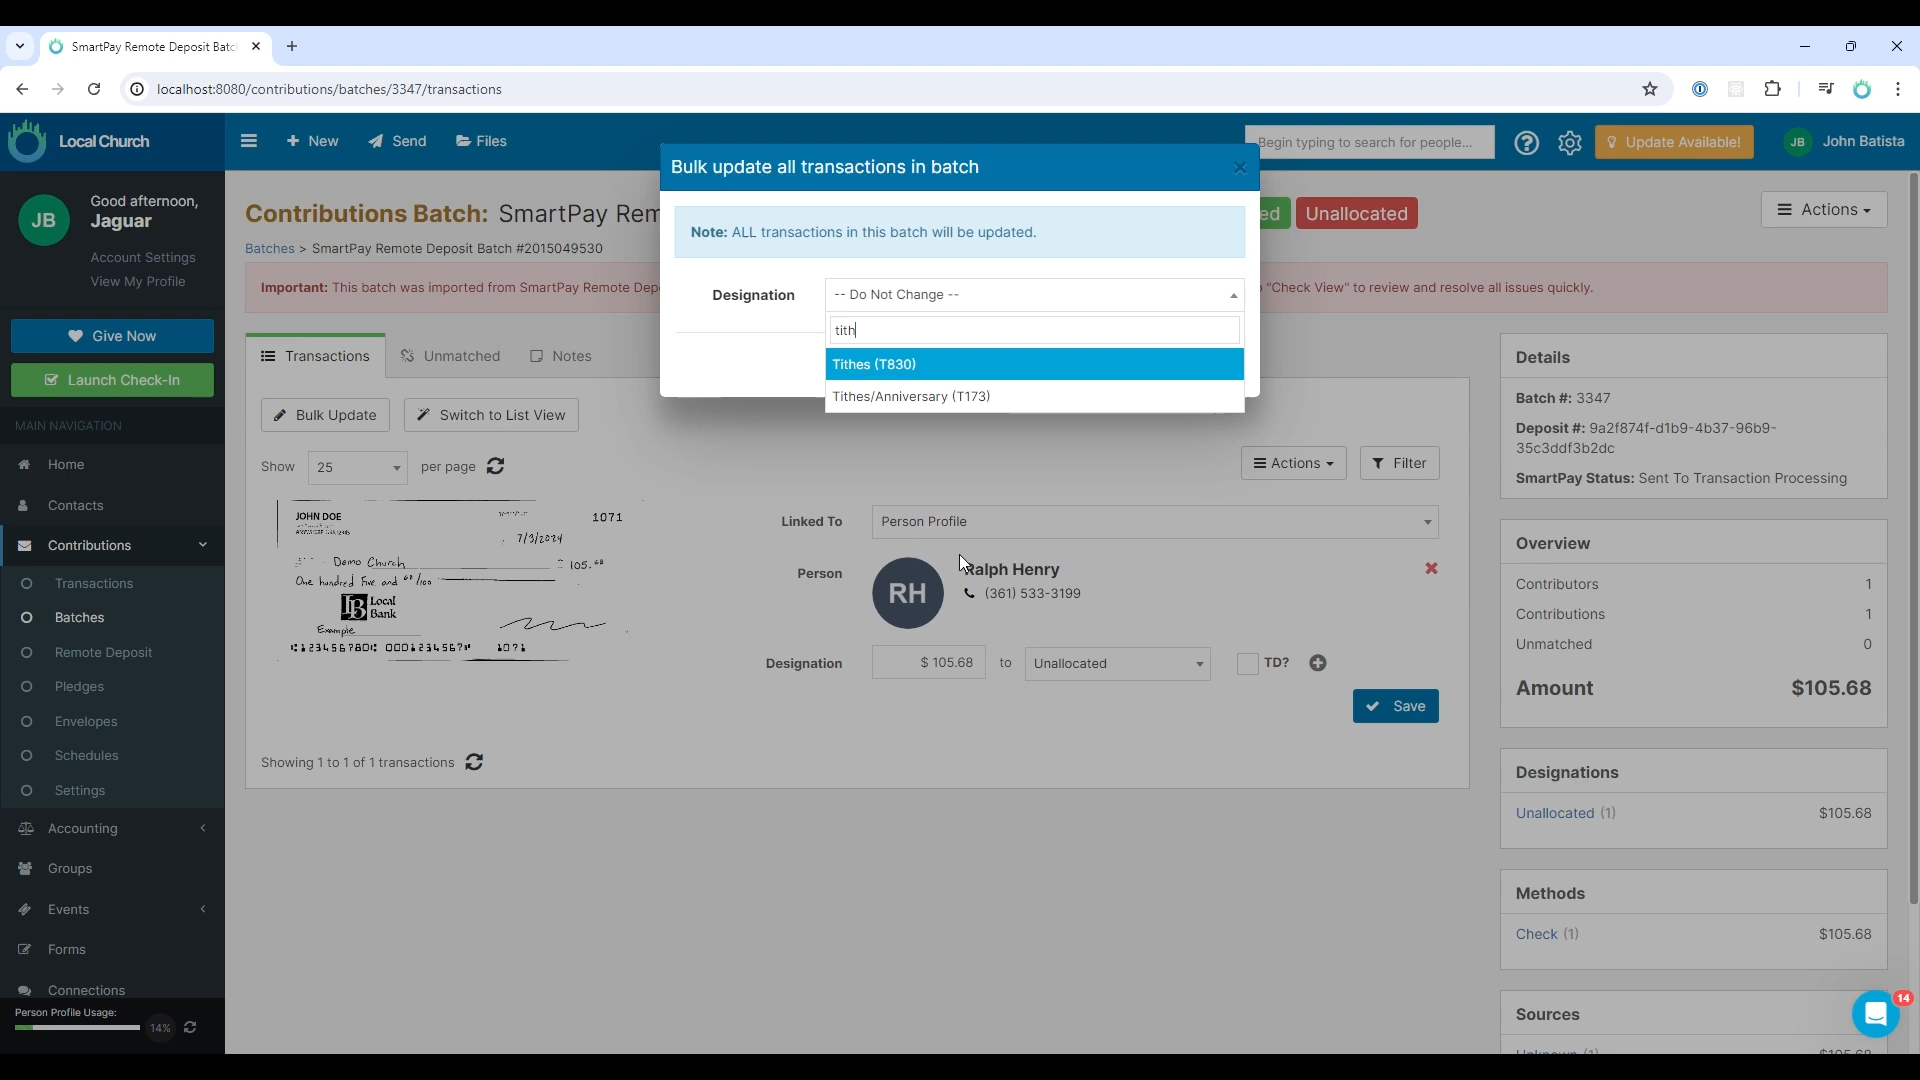 SmartPay Remote Deposit Batc
localhost:8080/contributions/batches/3347/transactions
Local Church
New
Send
Files
Begin typing to search for people...
Update Available!
JB
John Batista
JB
Good afternoon,
Jaguar
Account Settings
View My Profile
Give Now
Launch Check-In
MAIN NAVIGATION
Home
Contacts
Contributions
Transactions
Batches
Remote Deposit
Pledges
Envelopes
Schedules
Settings
Accounting
Groups
Events
Forms
Connections
Person Profile Usage:
14%
Contributions Batch: SmartPay Rem
ed
Unallocated
Actions
Batches > SmartPay Remote Deposit Batch #2015049530
Important: This batch was imported from SmartPay Remote Dep
"Check View" to review and resolve all issues quickly.
Bulk update all transactions in batch
Note: ALL transactions in this batch will be updated.
Designation
-- Do Not Change --
tith
Tithes (T830)
Tithes/Anniversary (T173)
Transactions
Unmatched
Notes
Bulk Update
Switch to List View
Show
25
per page
Actions
Filter
JOHN DOE
1071
7/3/2024
Demo Church
105.68
One hundred Five and 68/100
LB Local
Bank
Example
⑆123456780⑆ 0001234567⑈ 1071
Linked To
Person Profile
Person
RH
Ralph Henry
(361) 533-3199
Designation
$ 105.68
to
Unallocated
TD?
Save
Showing 1 to 1 of 1 transactions
Details
Batch #: 3347
Deposit #: 9a2f874f-d1b9-4b37-96b9-
35c3ddf3b2dc
SmartPay Status: Sent To Transaction Processing
Overview
Contributors 1
Contributions 1
Unmatched 0
Amount $105.68
Designations
Unallocated (1) $105.68
Methods
Check (1) $105.68
Sources
Unknown (1) $105.68
14